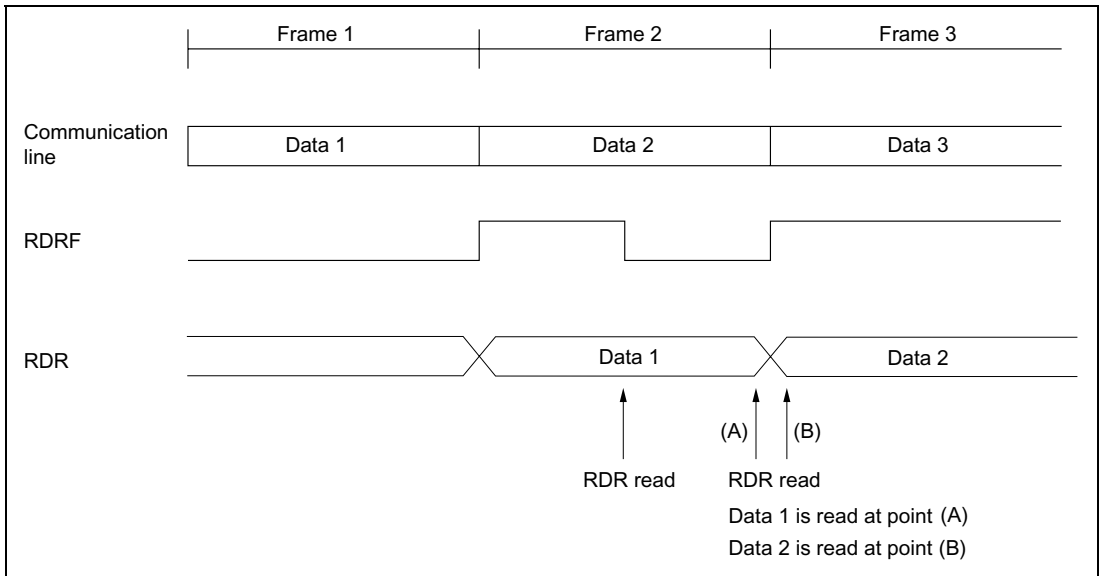 Frame 1
Frame 2
Frame 3
Communication
line
Data 1
Data 2
Data 3
RDRF
RDR
Data 1
Data 2
(A)
(B)
RDR read
RDR read
Data 1 is read at point (A)
Data 2 is read at point (B)